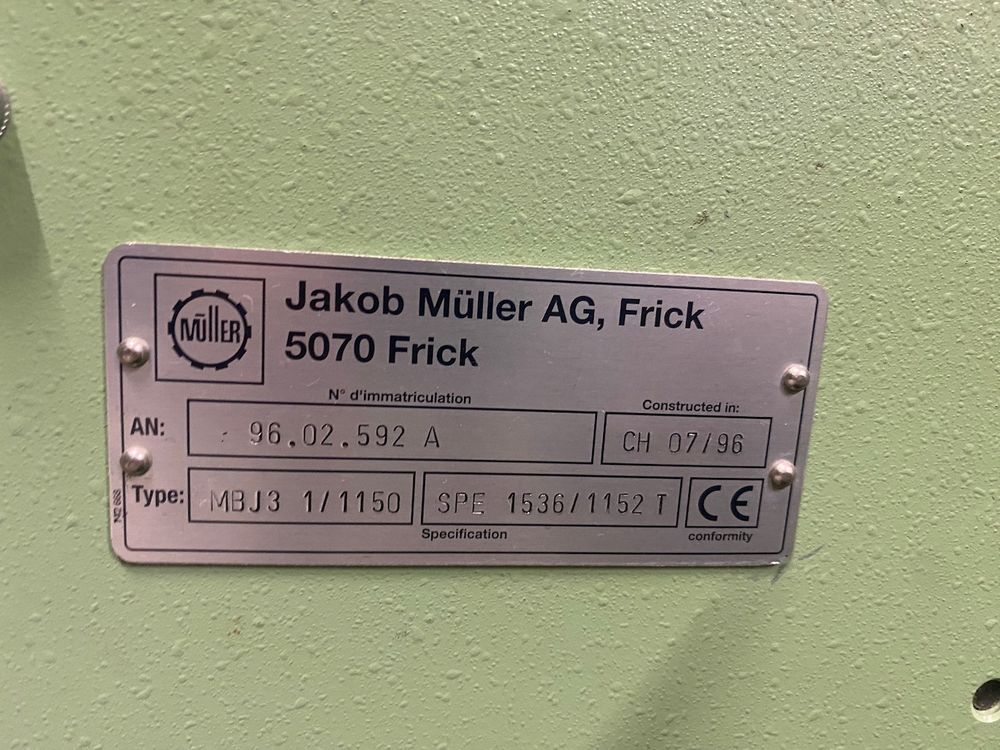 MÜLLER
Jakob Müller AG, Frick
5070 Frick
N° d'immatriculation
Constructed in:
AN: 96.02.592 A
CH 07/96
Type: MBJ3 1/1150
SPE 1536/1152 T
CE
Specification
conformity